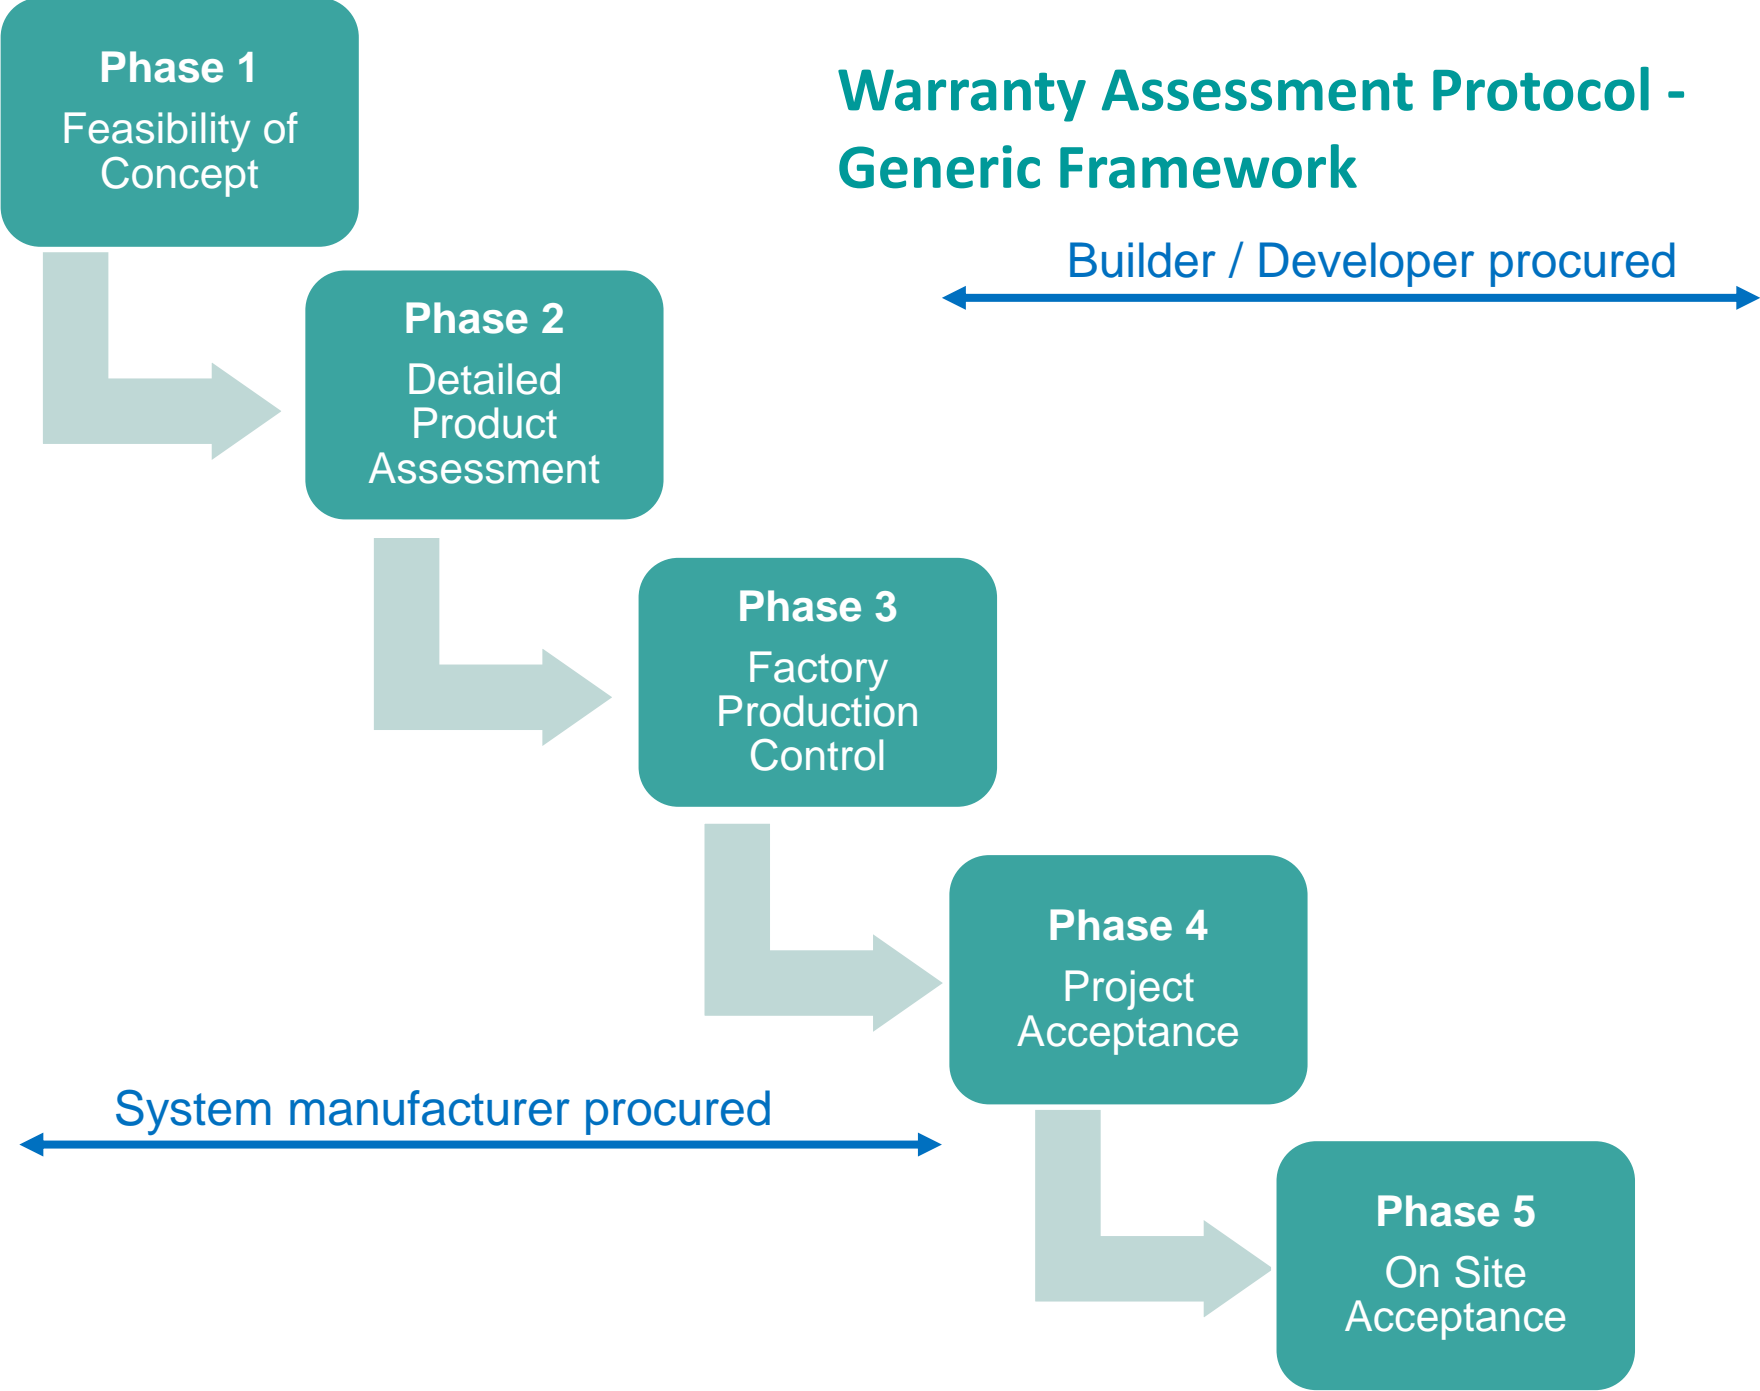 Phase 1
Feasibility of
Concept
Warranty Assessment Protocol -
Generic Framework
Builder / Developer procured
Phase 2
Detailed
Product
Assessment
Phase 3
Factory
Production
Control
Phase 4
Project
Acceptance
System manufacturer procured
Phase 5
On Site
Acceptance